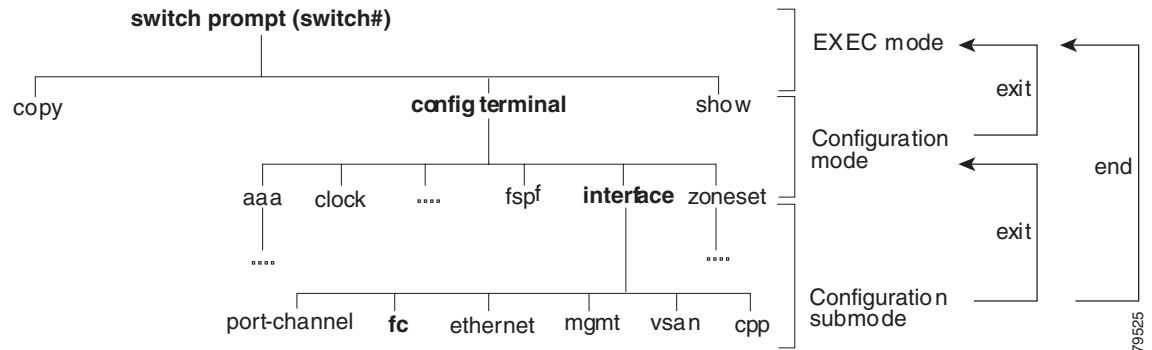 switch prompt (switch#)
EXEC mode
exit
copy
config terminal
show
Configuration
mode
end
aaa
clock
....
fspf
interface
zoneset
exit
....
....
Configuration
submode
port-channel
fc
ethernet
mgmt
vsan
cpp
79525